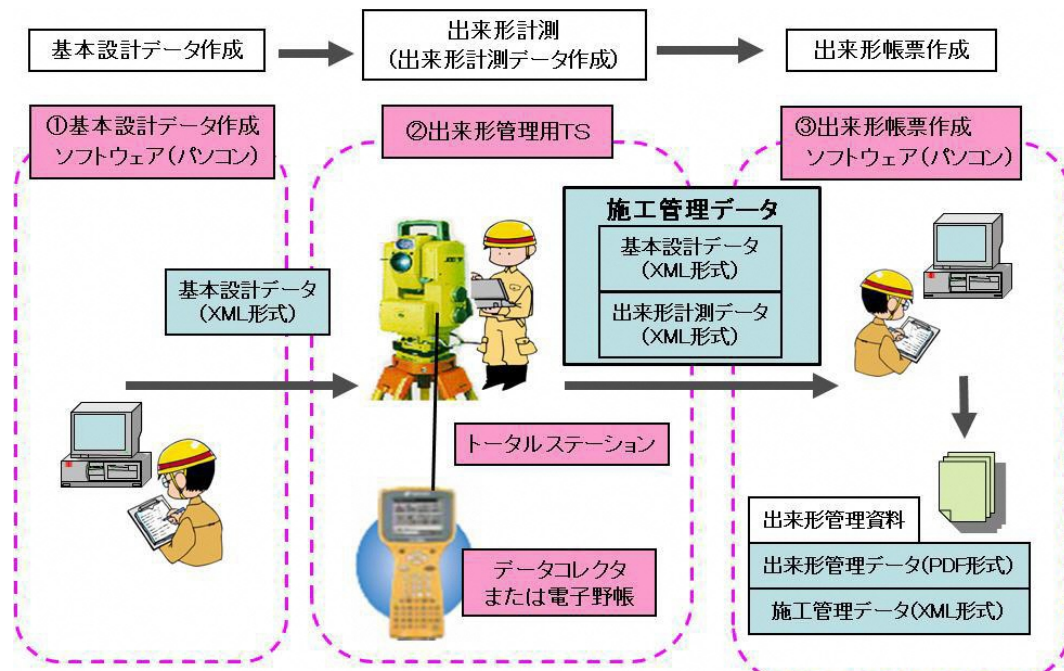 基本設計データ作成
出来形計測
(出来形計測データ作成)
出来形帳票作成
①基本設計データ作成
ソフトウェア(パソコン)
②出来形管理用TS
③出来形帳票作成
ソフトウェア(パソコン)
基本設計データ
(XML形式)
施工管理データ
基本設計データ
(XML形式)
出来形計測データ
(XML形式)
トータルステーション
データコレクタ
または電子野帳
出来形管理資料
出来形管理データ(PDF形式)
施工管理データ(XML形式)